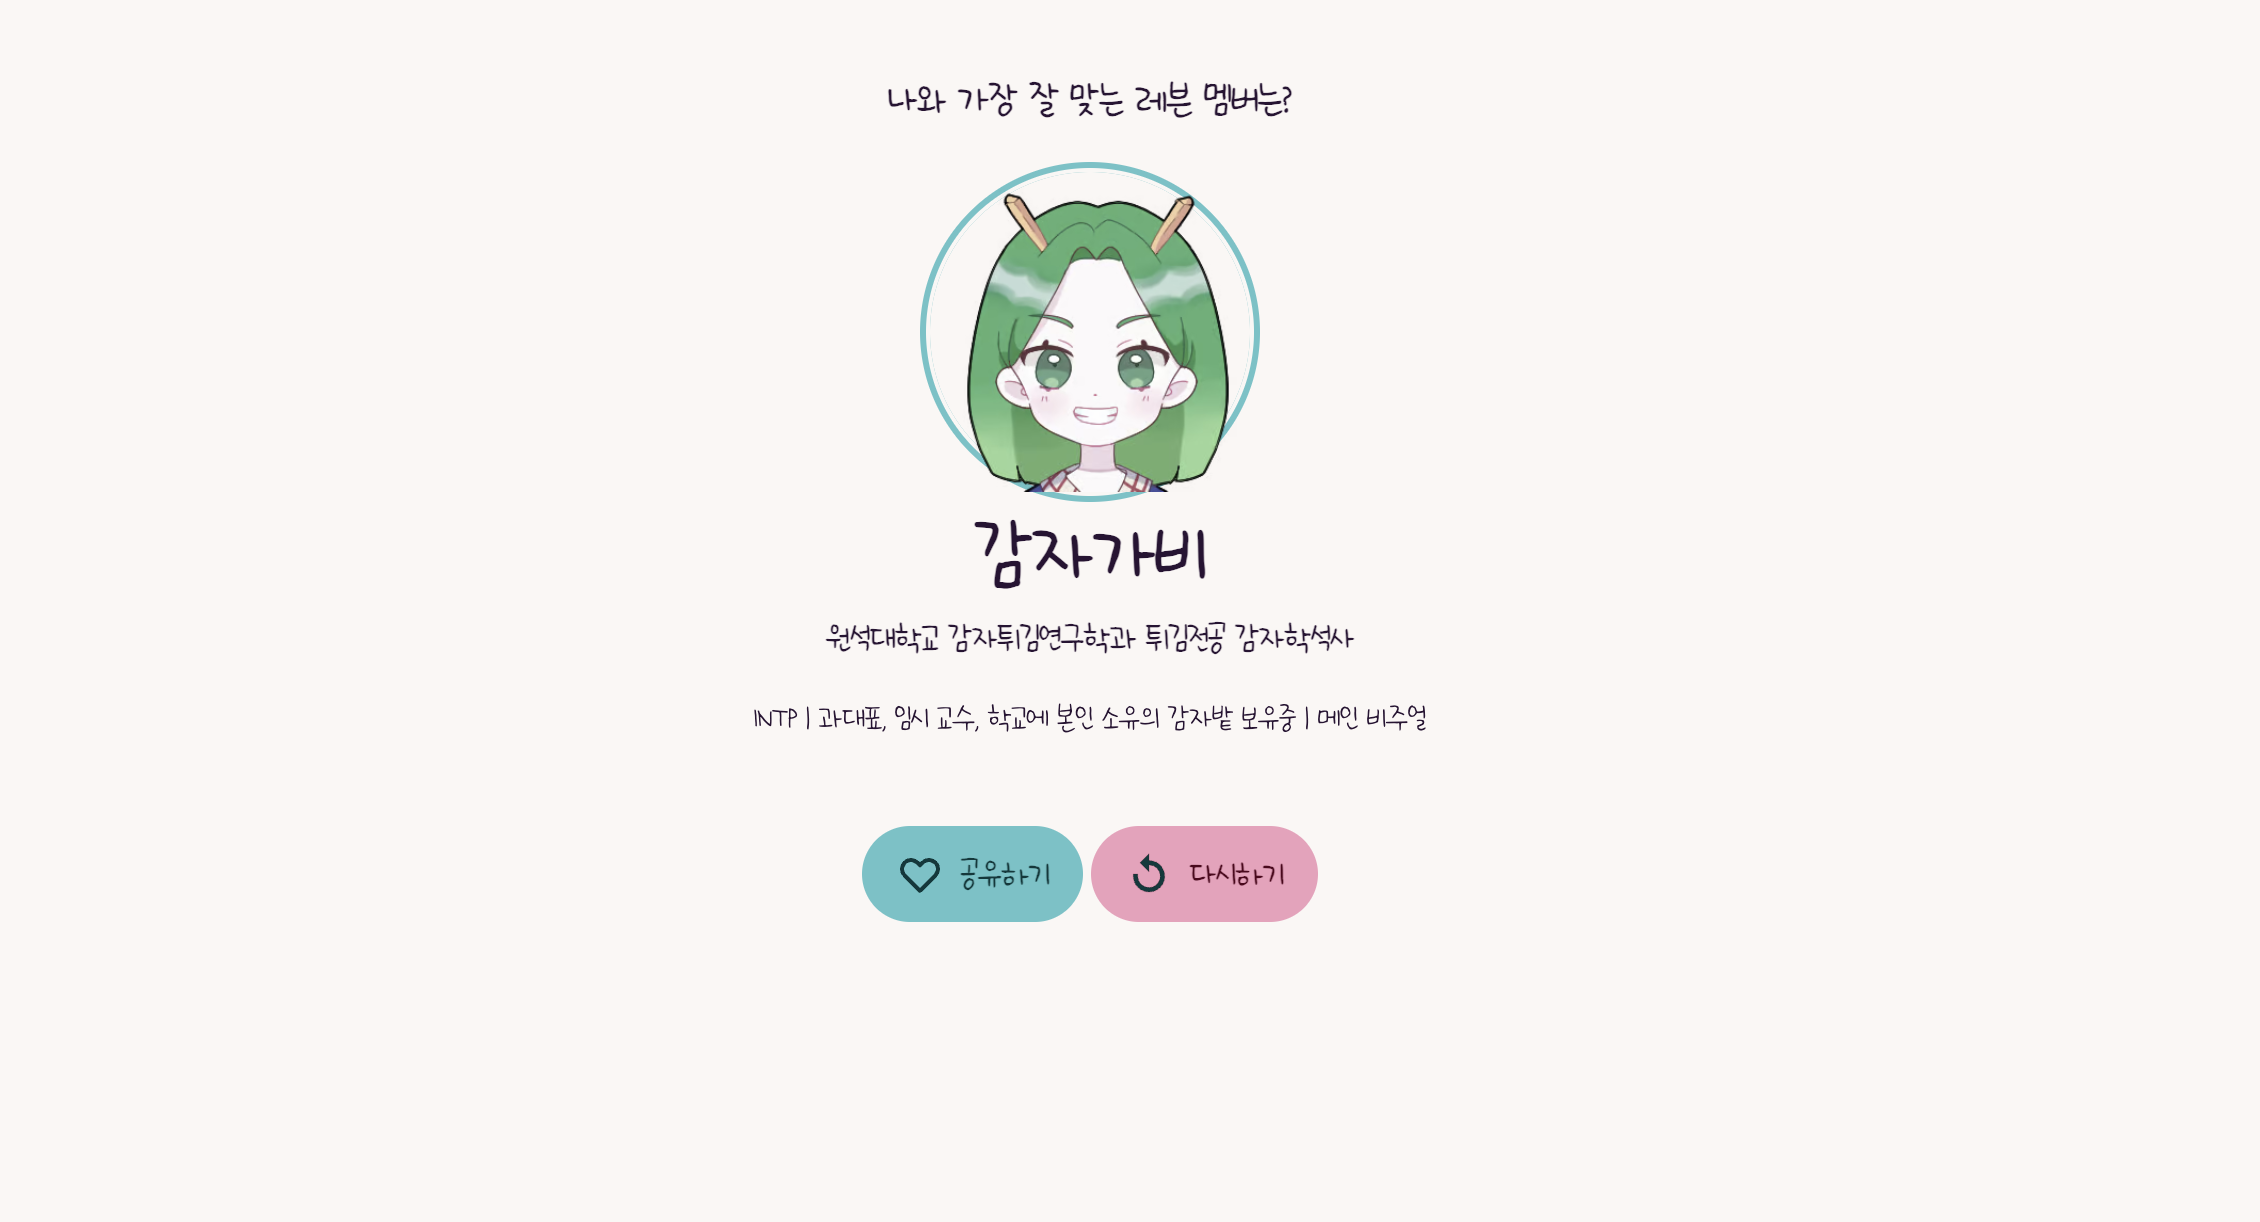 나와 가장 잘 맞는 레븐 멤버는?
감자가비
원석대학교 감자튀김연구학과 튀김전공 감자학석사
INTP | 과대표, 임시 교수, 학교에 본인 소유의 감자밭 보유중 | 메인 비주얼
공유하기
다시하기